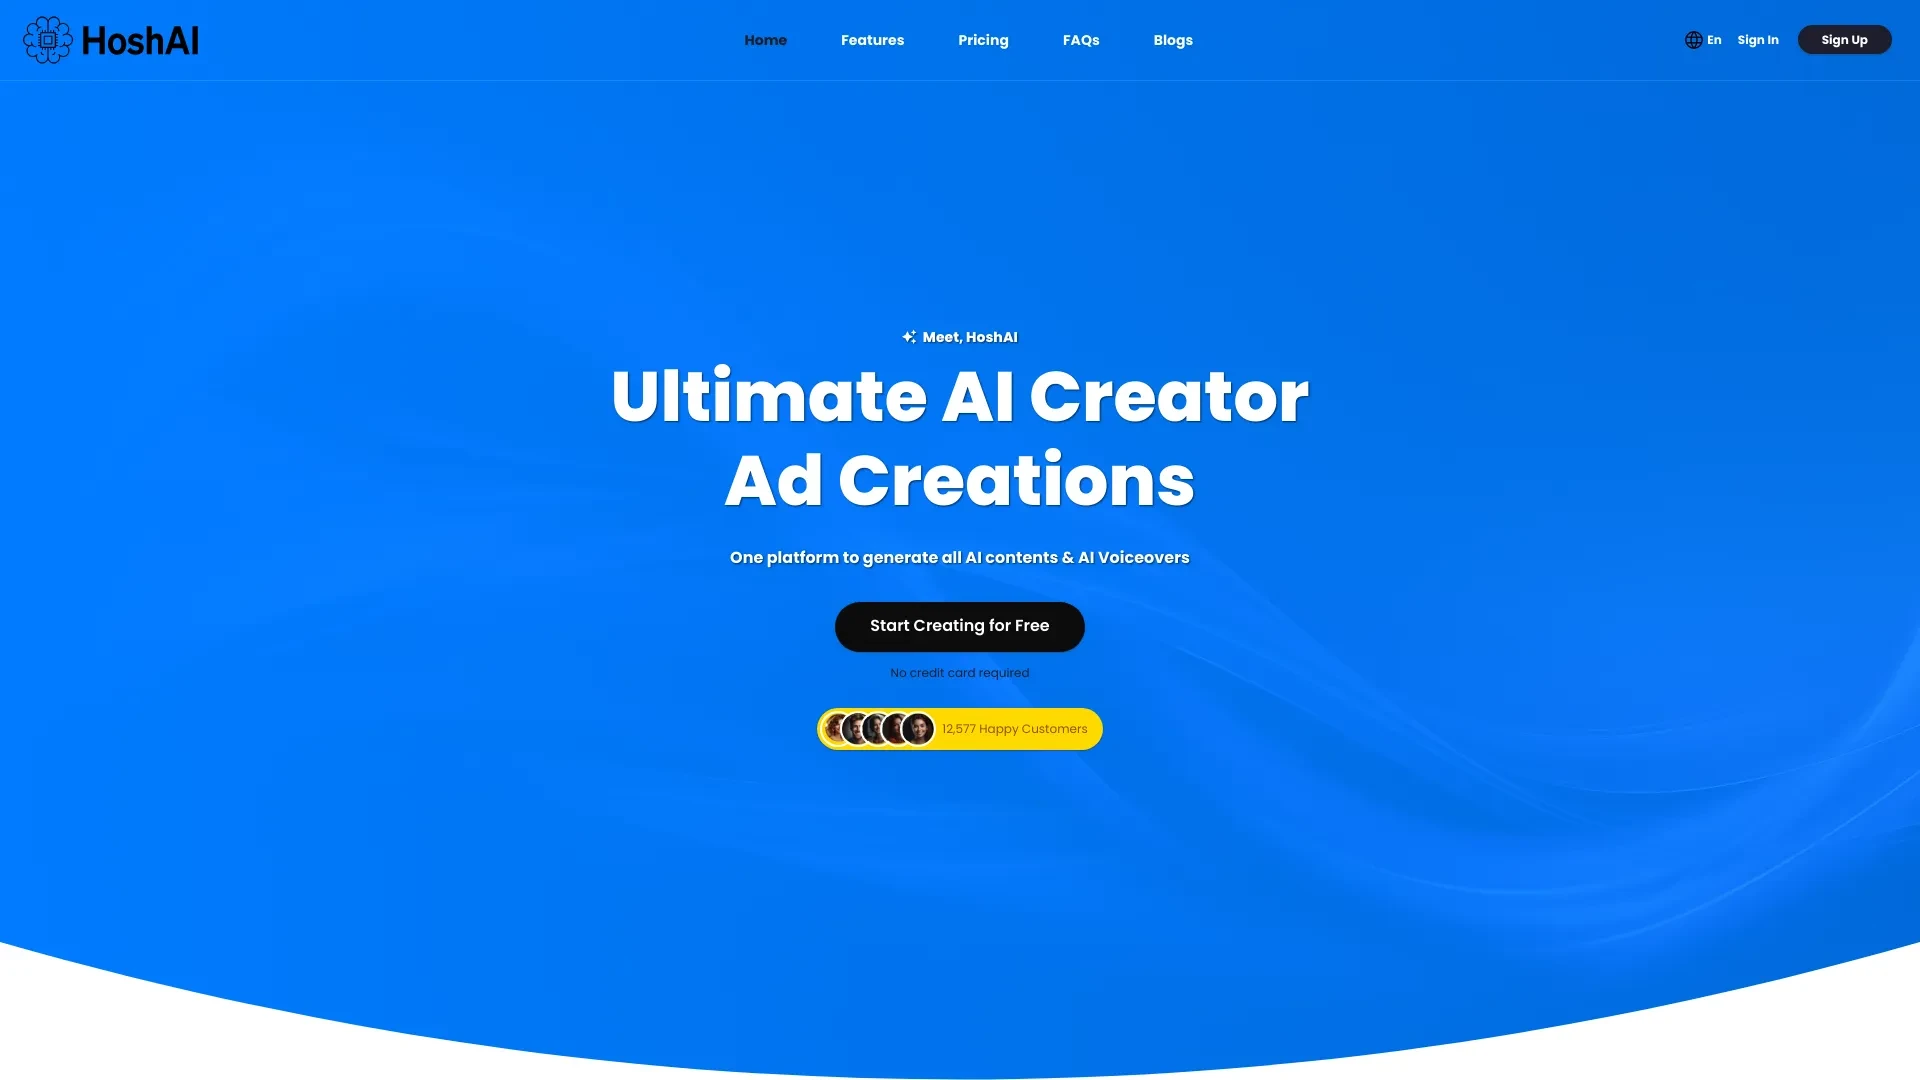 HoshAI
Home
Features
Pricing
FAQs
Blogs
En
Sign In
Sign Up
Meet, HoshAI
Ultimate AI Creator
Ad Creations
One platform to generate all AI contents & AI Voiceovers
Start Creating for Free
No credit card required
12,577 Happy Customers